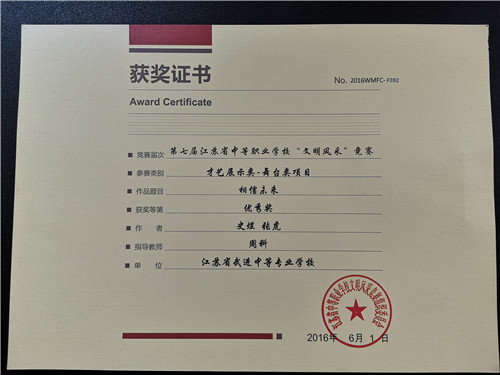 获奖证书
No. 2016WMFC-F392
Award Certificate
竞赛届次 第七届江苏省中等职业学校“文明风采”竞赛
参赛类别 才艺展示类-舞台类项目
作品题目 相信未来
获奖等第 优秀奖
作 者 史煜 张虎
指导教师 周科
单 位 江苏省武进中等专业学校
2016年 6月 1日